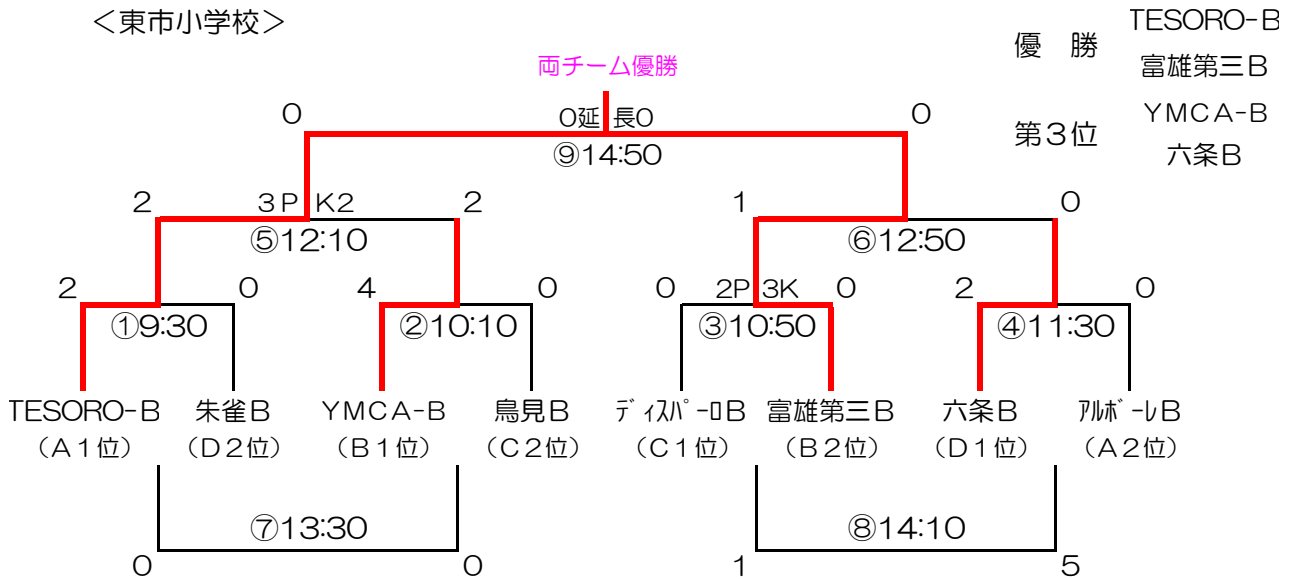 ＜東市小学校＞
優　勝
TESORO-B
富雄第三B
第３位
YMCA-B
六条B
両チーム優勝
0 0延長0 0
⑨14:50
2 3PK2 2
⑤12:10
1 0
⑥12:50
2 0
①9:30
4 0
②10:10
0 2P3K 0
③10:50
2 0
④11:30
TESORO-B 朱雀B YMCA-B 鳥見B ﾃﾞｨｽﾊﾟｰﾛB 富雄第三B 六条B ｱﾙﾎﾞｰﾚB
（A1位） （D2位） （B1位） （C2位） （C1位） （B2位） （D1位） （A2位）
⑦13:30 ⑧14:10
0 0 1 5